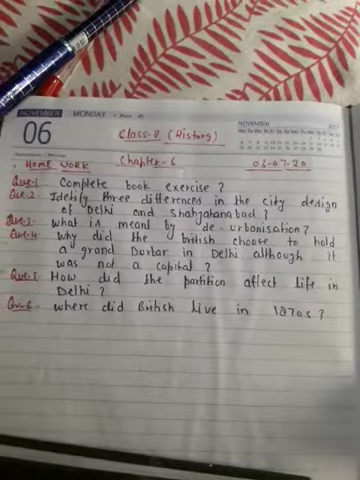 NOVEMBER
MONDAY
06
NOVEMBER
Class-8 (History)
HOME WORK
Chapter-6
03-07-20
Que-1. Complete book exercise ?
Que-2. Idetify three differences in the city design
of Delhi and Shahjahanabad ?
Que-3. What is meant by de-urbanisation?
Que-4. Why did the british choose to hold
a grand Durbar in Delhi although it
was not a capital ?
Que-5. How did the partition affect life in
Delhi ?
Que-6. where did British live in 1870s ?